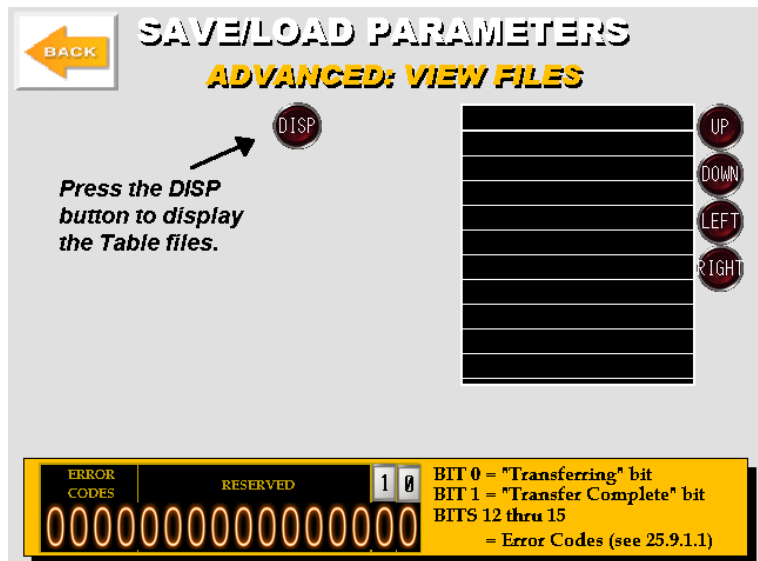 BACK
SAVE/LOAD PARAMETERS
ADVANCED: VIEW FILES
DISP
Press the DISP
button to display
the Table files.
UP
DOWN
LEFT
RIGHT
ERROR
CODES
RESERVED
1 0
0000000000000000
BIT 0 = "Transferring" bit
BIT 1 = "Transfer Complete" bit
BITS 12 thru 15
= Error Codes (see 25.9.1.1)